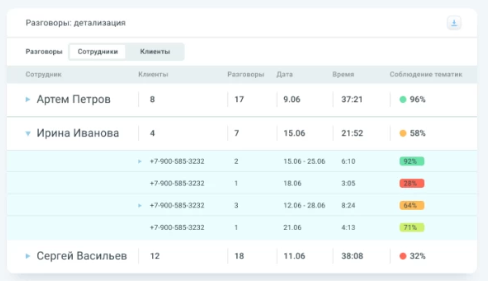 Разговоры: детализация
Разговоры Сотрудники Клиенты
Сотрудник Клиенты Разговоры Дата Время Соблюдение тематик
Артем Петров 8 17 9.06 37:21 96%
Ирина Иванова 4 7 15.06 21:52 58%
+7-900-585-3232 2 15.06 - 25.06 6:10 92%
+7-900-585-3232 1 18.06 3:05 28%
+7-900-585-3232 3 12.06 - 28.06 8:24 64%
+7-900-585-3232 1 21.06 4:13 71%
Сергей Васильев 12 18 11.06 38:08 32%